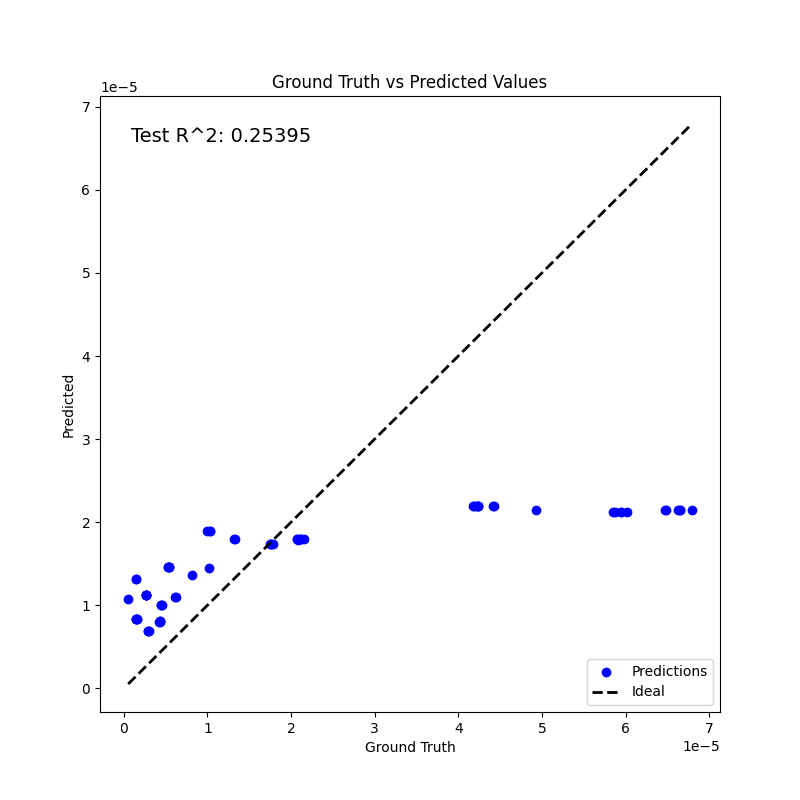 Ground Truth vs Predicted Values
1e−5
Test R^2: 0.25395
7
6
5
4
3
2
1
0
Predicted
Predictions
Ideal
0 1 2 3 4 5 6 7
Ground Truth
1e−5